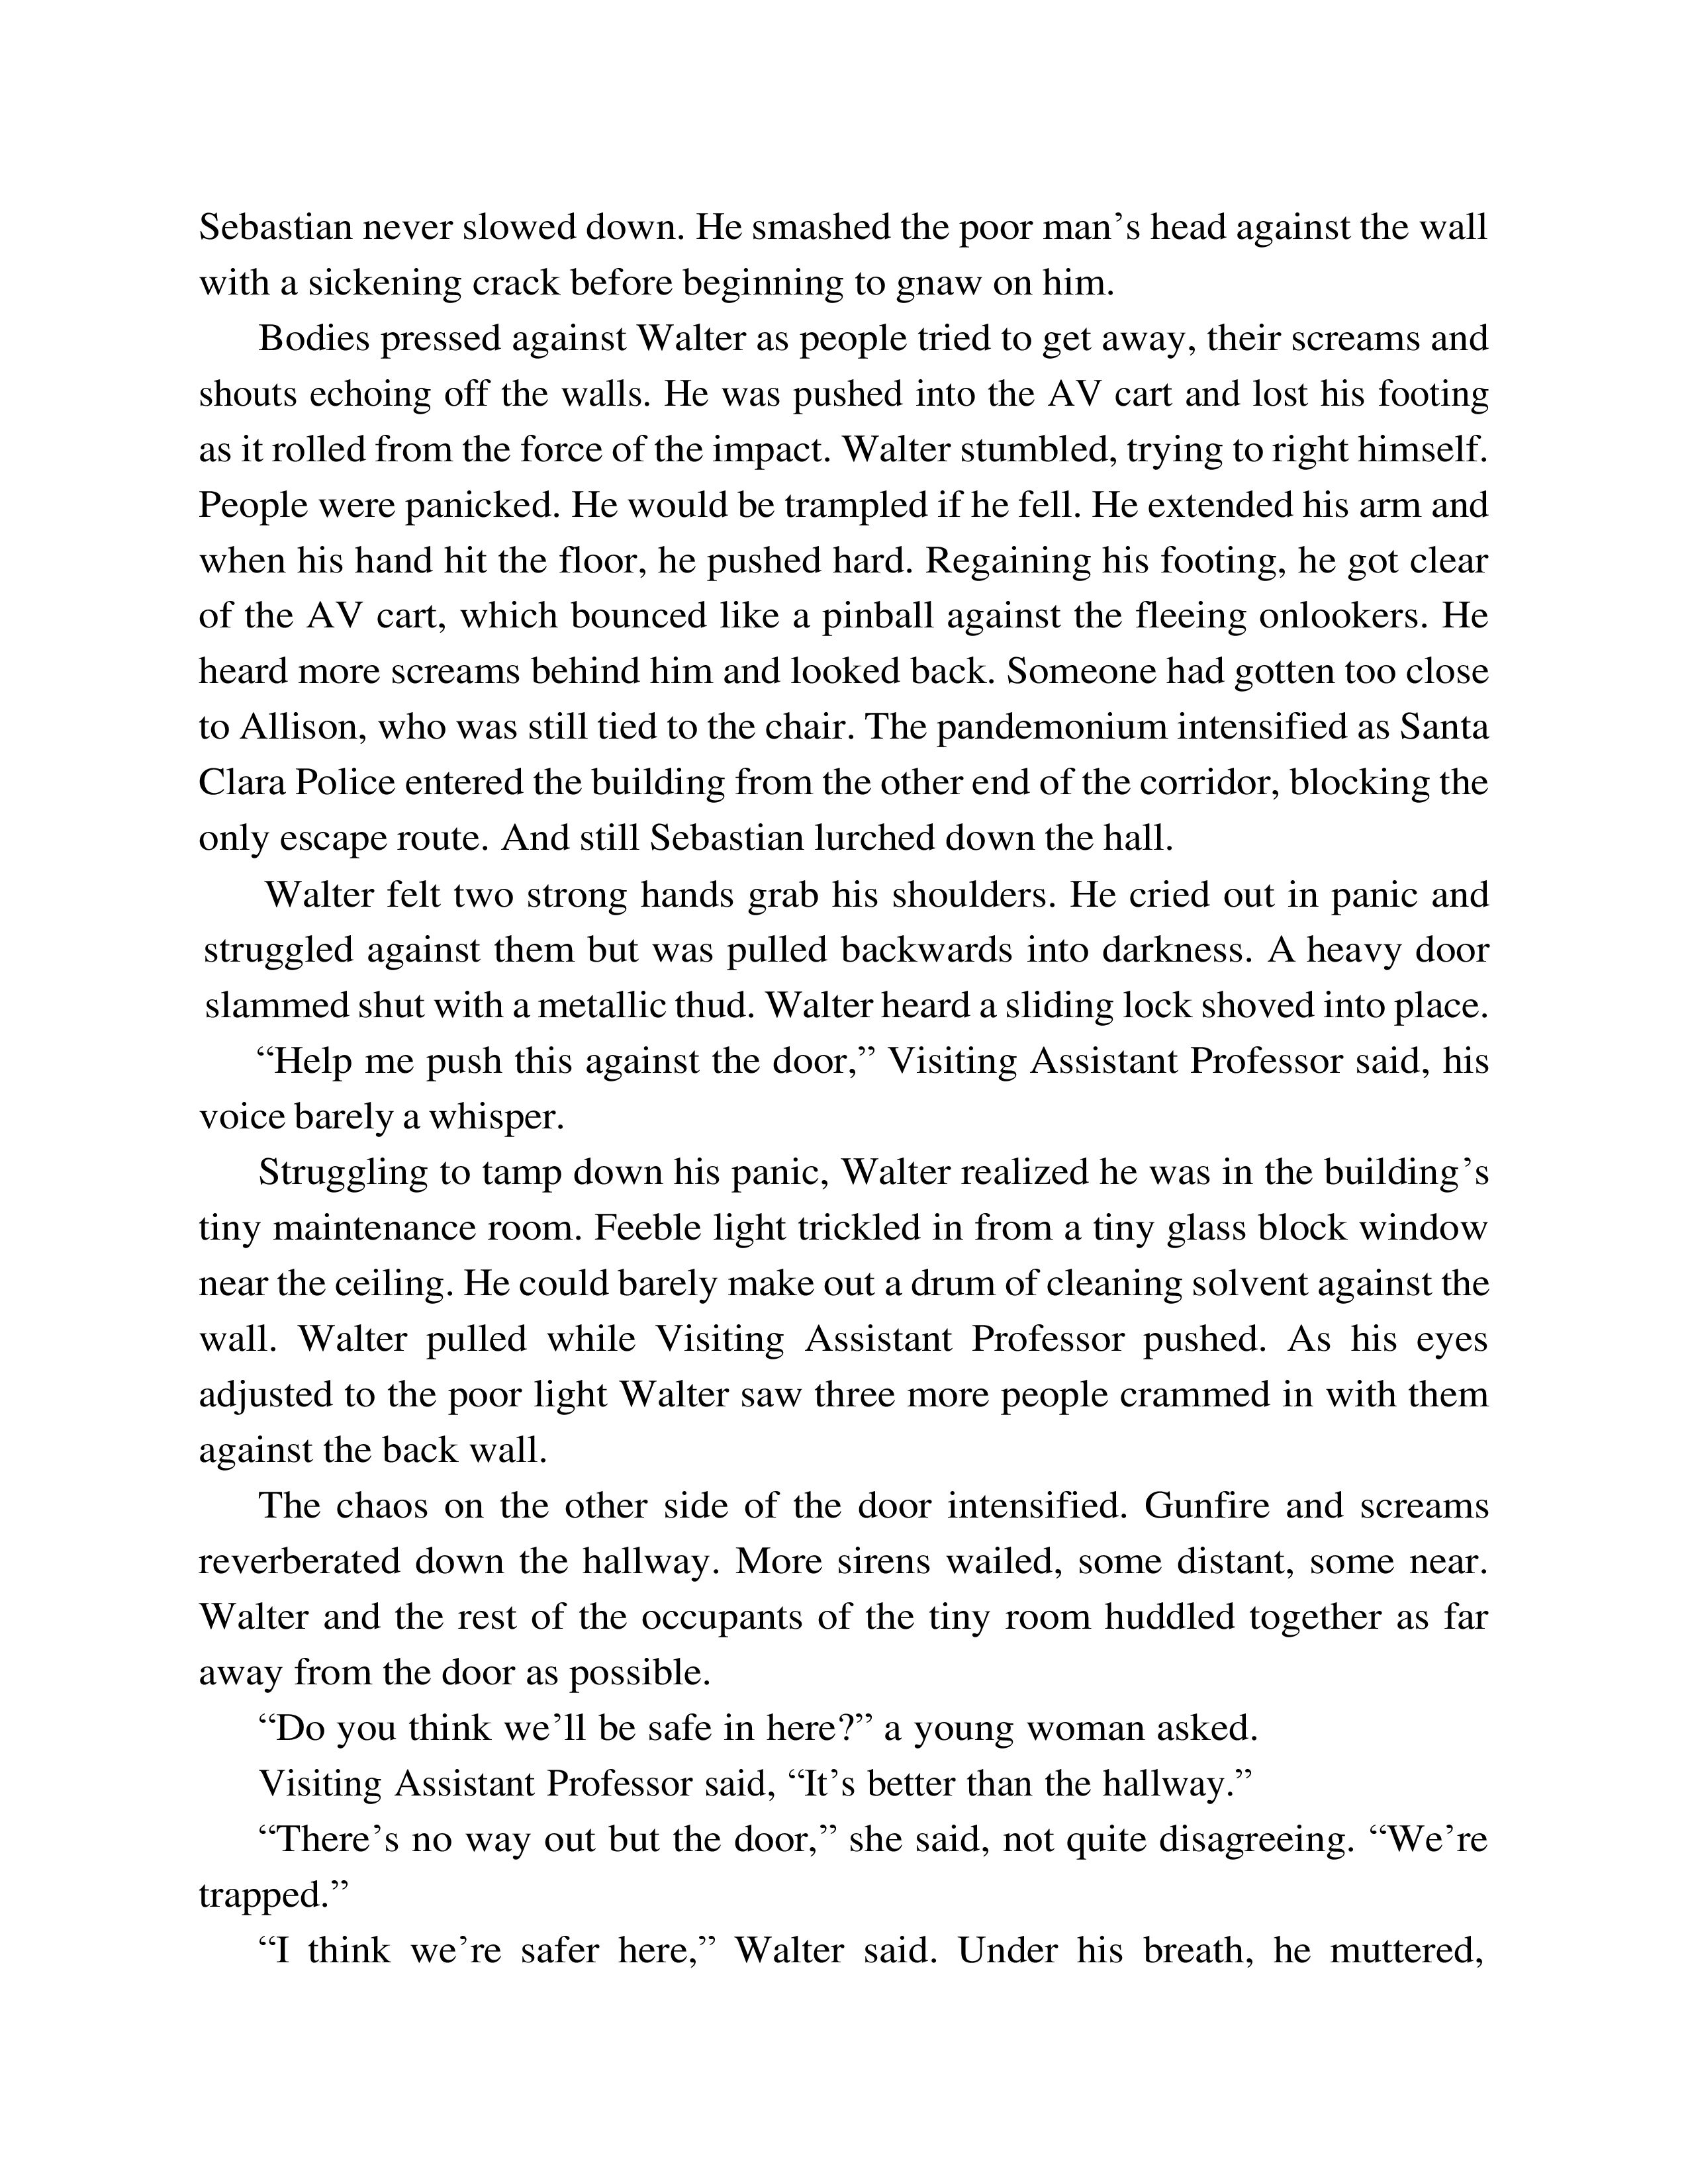 Sebastian never slowed down. He smashed the poor man’s head against the wall
with a sickening crack before beginning to gnaw on him.
Bodies pressed against Walter as people tried to get away, their screams and
shouts echoing off the walls. He was pushed into the AV cart and lost his footing
as it rolled from the force of the impact. Walter stumbled, trying to right himself.
People were panicked. He would be trampled if he fell. He extended his arm and
when his hand hit the floor, he pushed hard. Regaining his footing, he got clear
of the AV cart, which bounced like a pinball against the fleeing onlookers. He
heard more screams behind him and looked back. Someone had gotten too close
to Allison, who was still tied to the chair. The pandemonium intensified as Santa
Clara Police entered the building from the other end of the corridor, blocking the
only escape route. And still Sebastian lurched down the hall.
Walter felt two strong hands grab his shoulders. He cried out in panic and
struggled against them but was pulled backwards into darkness. A heavy door
slammed shut with a metallic thud. Walter heard a sliding lock shoved into place.
“Help me push this against the door,” Visiting Assistant Professor said, his
voice barely a whisper.
Struggling to tamp down his panic, Walter realized he was in the building’s
tiny maintenance room. Feeble light trickled in from a tiny glass block window
near the ceiling. He could barely make out a drum of cleaning solvent against the
wall. Walter pulled while Visiting Assistant Professor pushed. As his eyes
adjusted to the poor light Walter saw three more people crammed in with them
against the back wall.
The chaos on the other side of the door intensified. Gunfire and screams
reverberated down the hallway. More sirens wailed, some distant, some near.
Walter and the rest of the occupants of the tiny room huddled together as far
away from the door as possible.
“Do you think we’ll be safe in here?” a young woman asked.
Visiting Assistant Professor said, “It’s better than the hallway.”
“There’s no way out but the door,” she said, not quite disagreeing. “We’re
trapped.”
“I think we’re safer here,” Walter said. Under his breath, he muttered,